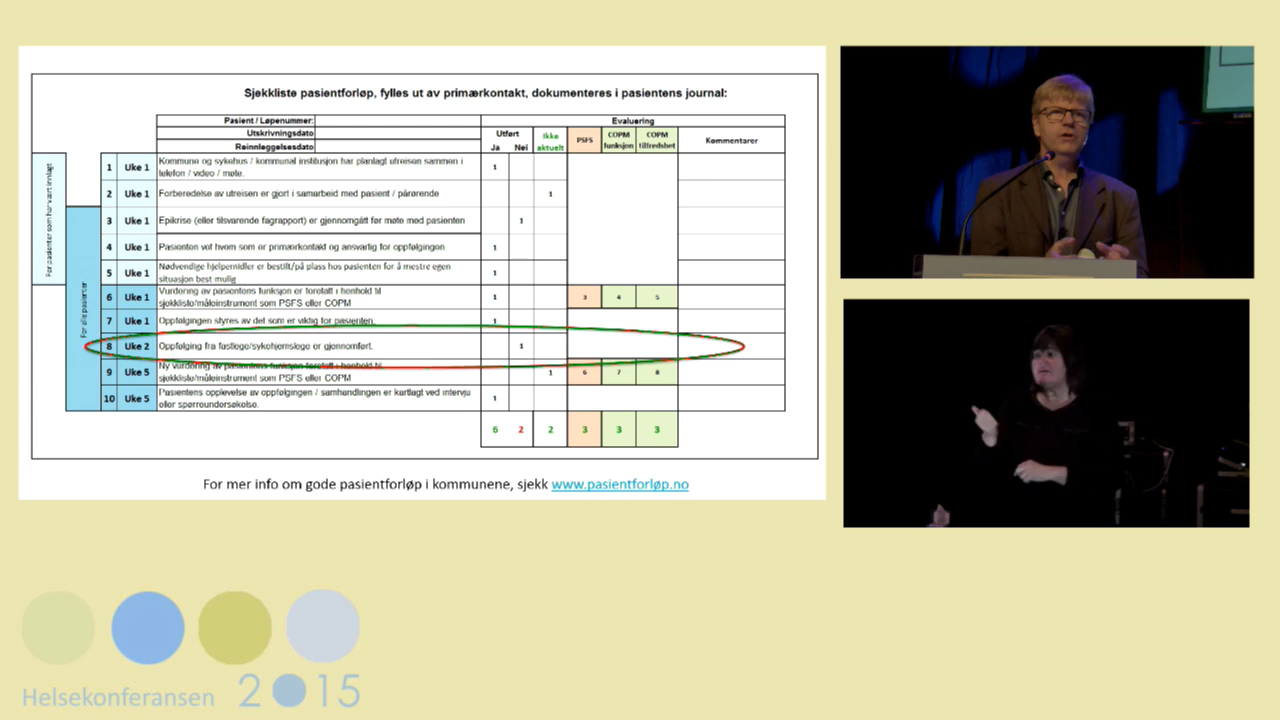 Sjekkliste pasientforløp, fylles ut av primærkontakt, dokumenteres i pasientens journal:
Pasient / Løpenummer:
Evaluering
Utskrivningsdato
Reinnleggelsesdato
Utført
Ja Nei
Ikke
aktuelt
PSFS
COPM
funksjon
COPM
tilfredshet
Kommentarer
For pasienter som har vært innlagt
For alle pasienter
1 Uke 1 Kommune og sykehus / kommunal institusjon har planlagt utreisen sammen i
telefon / video / møte. 1
2 Uke 1 Forberedelse av utreisen er gjort i samarbeid med pasient / pårørende 1
3 Uke 1 Epikrise (eller tilsvarende fagrapport) er gjennomgått før møte med pasienten 1
4 Uke 1 Pasienten vet hvem som er primærkontakt og ansvarlig for oppfølgingen 1
5 Uke 1 Nødvendige hjelpemidler er bestilt/på plass hos pasienten for å mestre egen
situasjon best mulig 1
6 Uke 1 Vurdering av pasientens funksjon er foretatt i henhold til
sjekkliste/måleinstrument som PSFS eller COPM 1 3 4 5
7 Uke 1 Oppfølgingen styres av det som er viktig for pasienten. 1
8 Uke 2 Oppfølging fra fastlege/sykehjemslege er gjennomført. 1
9 Uke 5 Ny vurdering av pasientens funksjon foretatt i henhold til
sjekkliste/måleinstrument som PSFS eller COPM 1 6 7 8
10 Uke 5 Pasientens opplevelse av oppfølgingen / samhandlingen er kartlagt ved intervju
eller spørreundersøkelse. 1
6 2 2 3 3 3
For mer info om gode pasientforløp i kommunene, sjekk www.pasientforløp.no
Helsekonferansen 2015